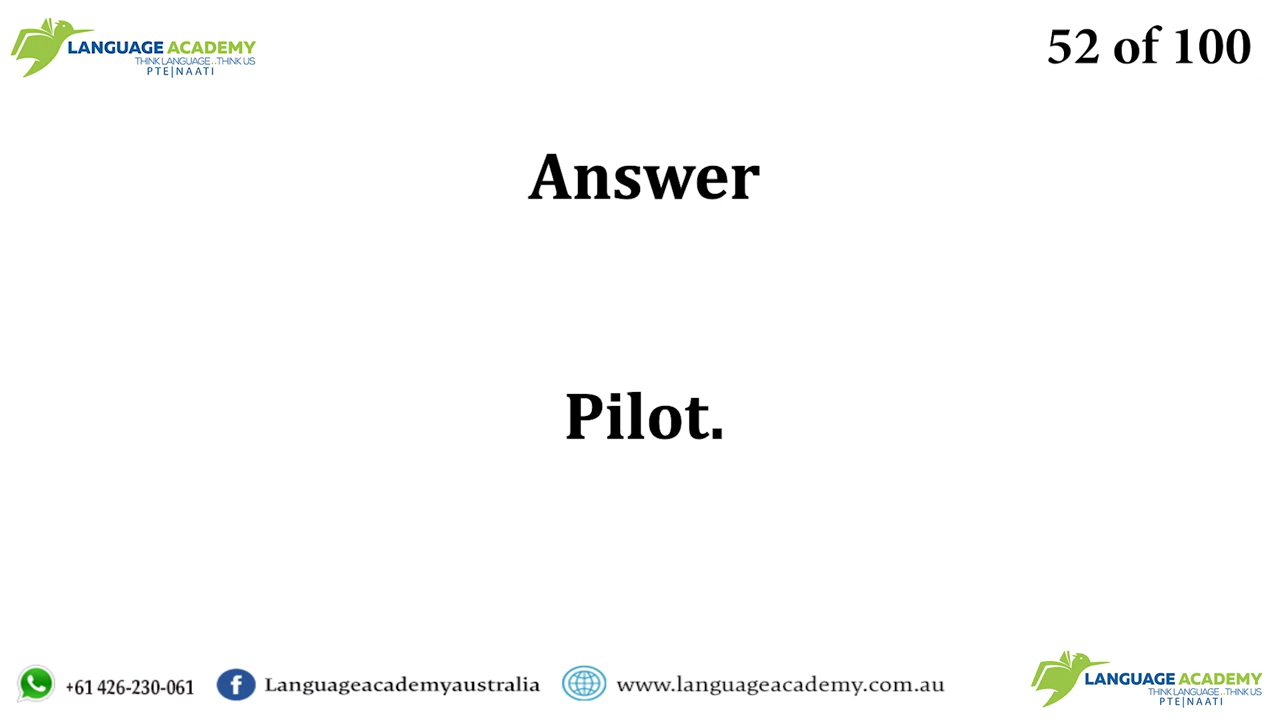 LANGUAGE ACADEMY
THINK LANGUAGE...THINK US
PTE|NAATI
52 of 100
Answer
Pilot.
+61 426-230-061
Languageacademyaustralia
www.languageacademy.com.au
LANGUAGE ACADEMY
THINK LANGUAGE...THINK US
PTE|NAATI